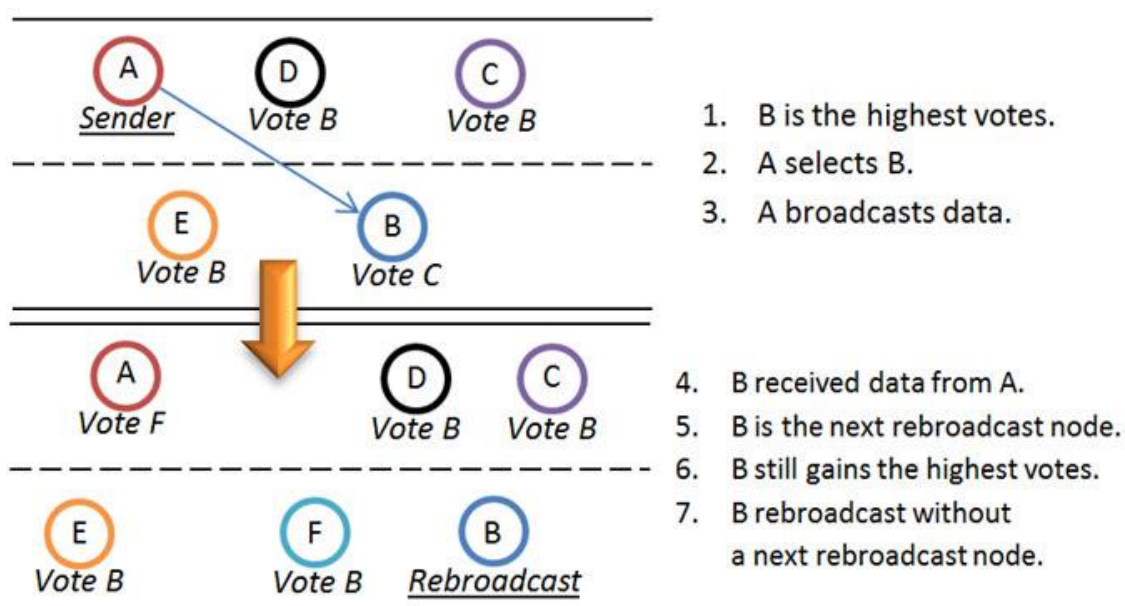 A D C
Sender Vote B Vote B
E B
Vote B Vote C
1. B is the highest votes.
2. A selects B.
3. A broadcasts data.
A D C
Vote F Vote B Vote B
E F B
Vote B Vote B Rebroadcast
4. B received data from A.
5. B is the next rebroadcast node.
6. B still gains the highest votes.
7. B rebroadcast without
a next rebroadcast node.